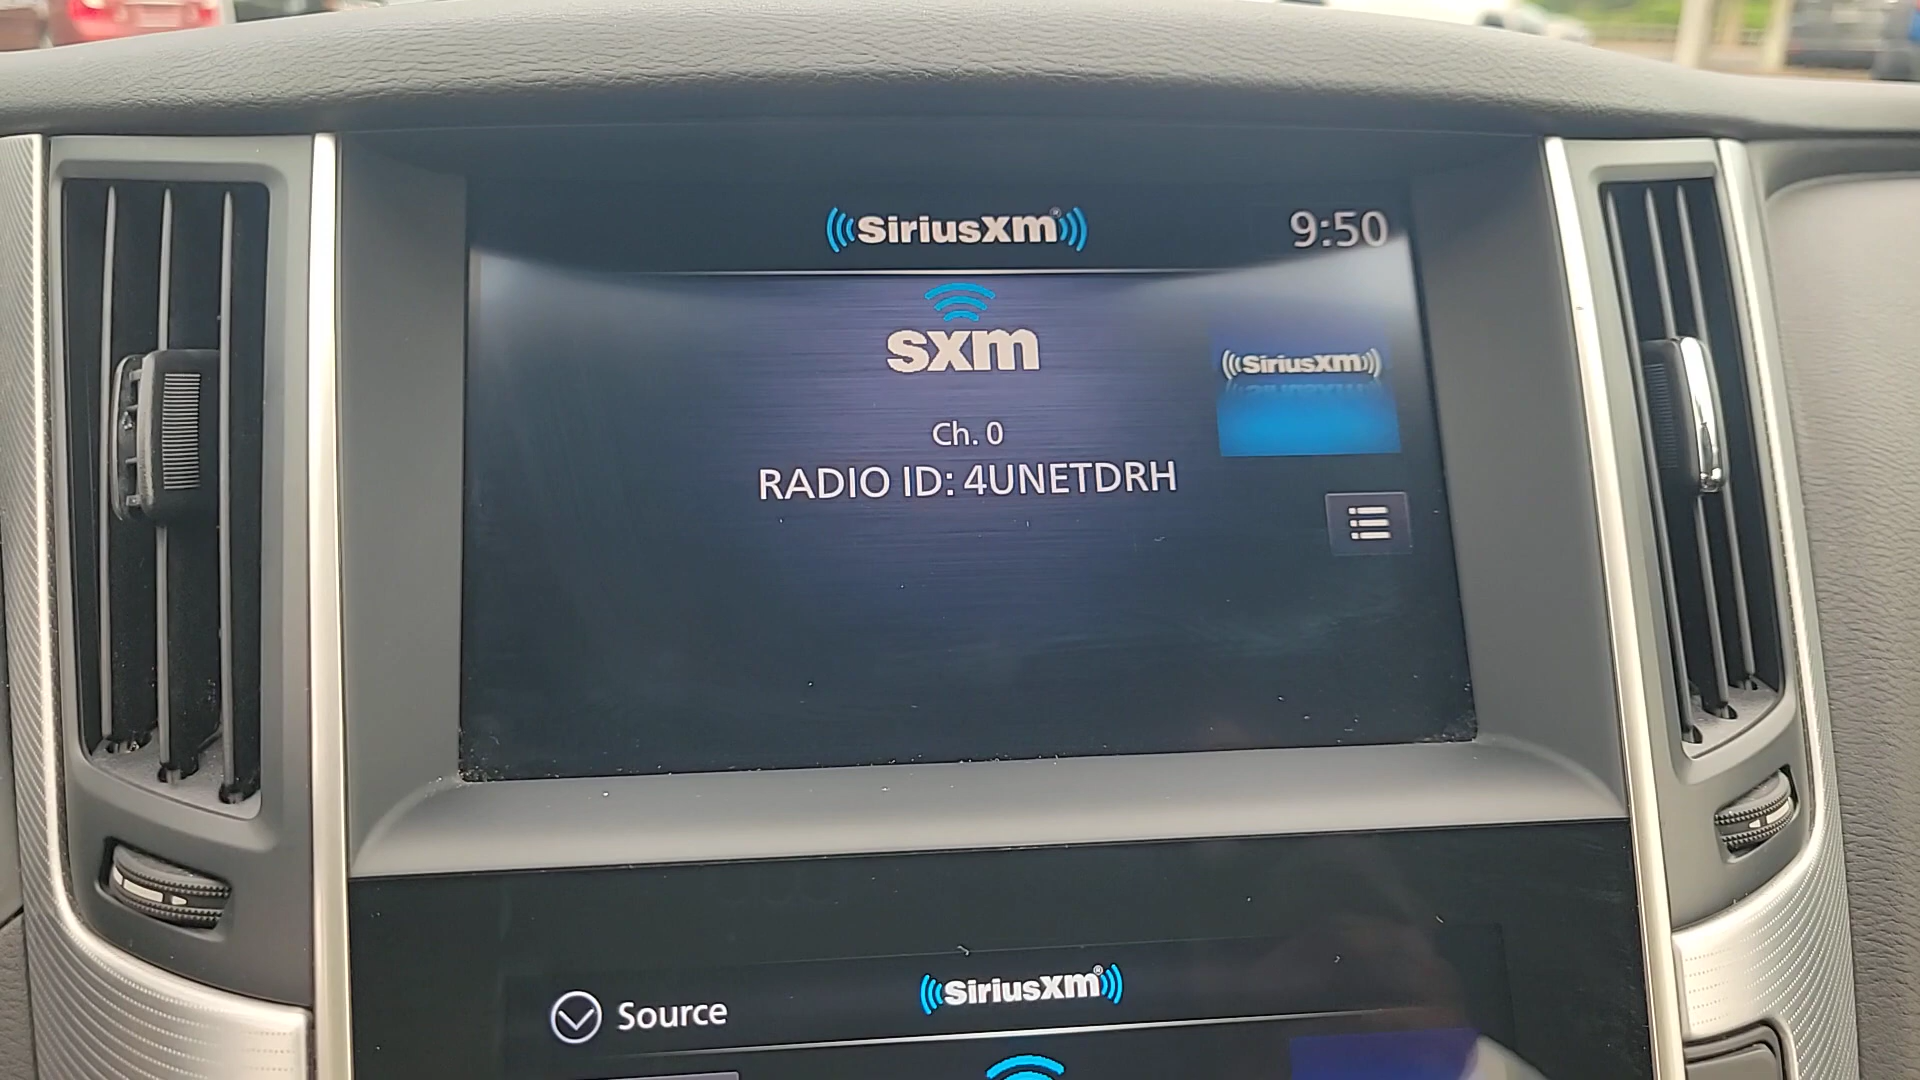 SiriusXM®
9:50
sxm
SiriusXM
Ch. 0
RADIO ID: 4UNETDRH
Source
SiriusXM®